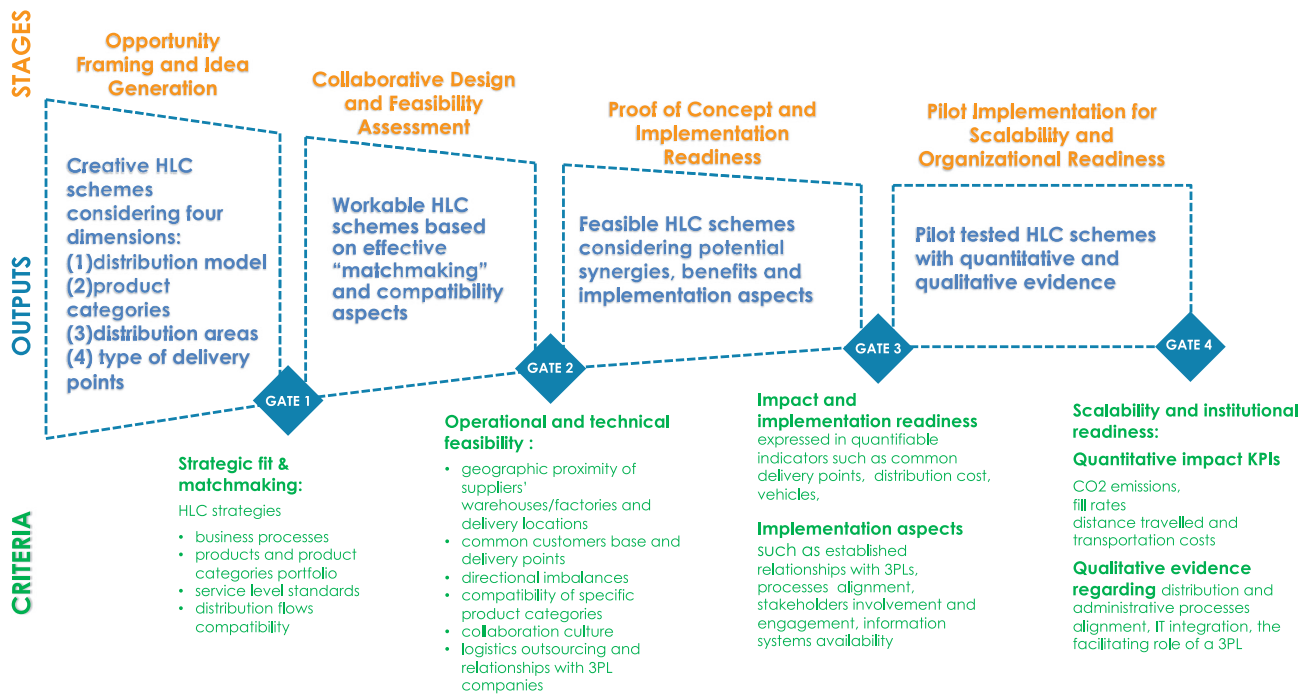 STAGES
Opportunity
Framing and Idea
Generation
Collaborative Design
and Feasibility
Assessment
Proof of Concept and
Implementation
Readiness
Pilot Implementation for
Scalability and
Organizational Readiness
OUTPUTS
Creative HLC
schemes
considering four
dimensions:
(1)distribution model
(2)product
categories
(3)distribution areas
(4) type of delivery
points
Workable HLC
schemes based
on effective
“matchmaking”
and compatibility
aspects
Feasible HLC schemes
considering potential
synergies, benefits and
implementation aspects
Pilot tested HLC schemes
with quantitative and
qualitative evidence
GATE 1
GATE 2
GATE 3
GATE 4
CRITERIA
Strategic fit &
matchmaking:
HLC strategies
• business processes
• products and product
categories portfolio
• service level standards
• distribution flows
compatibility
Operational and technical
feasibility :
• geographic proximity of
suppliers’
warehouses/factories and
delivery locations
• common customers base and
delivery points
• directional imbalances
• compatibility of specific
product categories
• collaboration culture
• logistics outsourcing and
relationships with 3PL
companies
Impact and
implementation readiness
expressed in quantifiable
indicators such as common
delivery points, distribution cost,
vehicles,
Implementation aspects
such as established
relationships with 3PLs,
processes alignment,
stakeholders involvement and
engagement, information
systems availability
Scalability and institutional
readiness:
Quantitative impact KPIs
CO2 emissions,
fill rates
distance travelled and
transportation costs
Qualitative evidence
regarding distribution and
administrative processes
alignment, IT integration, the
facilitating role of a 3PL